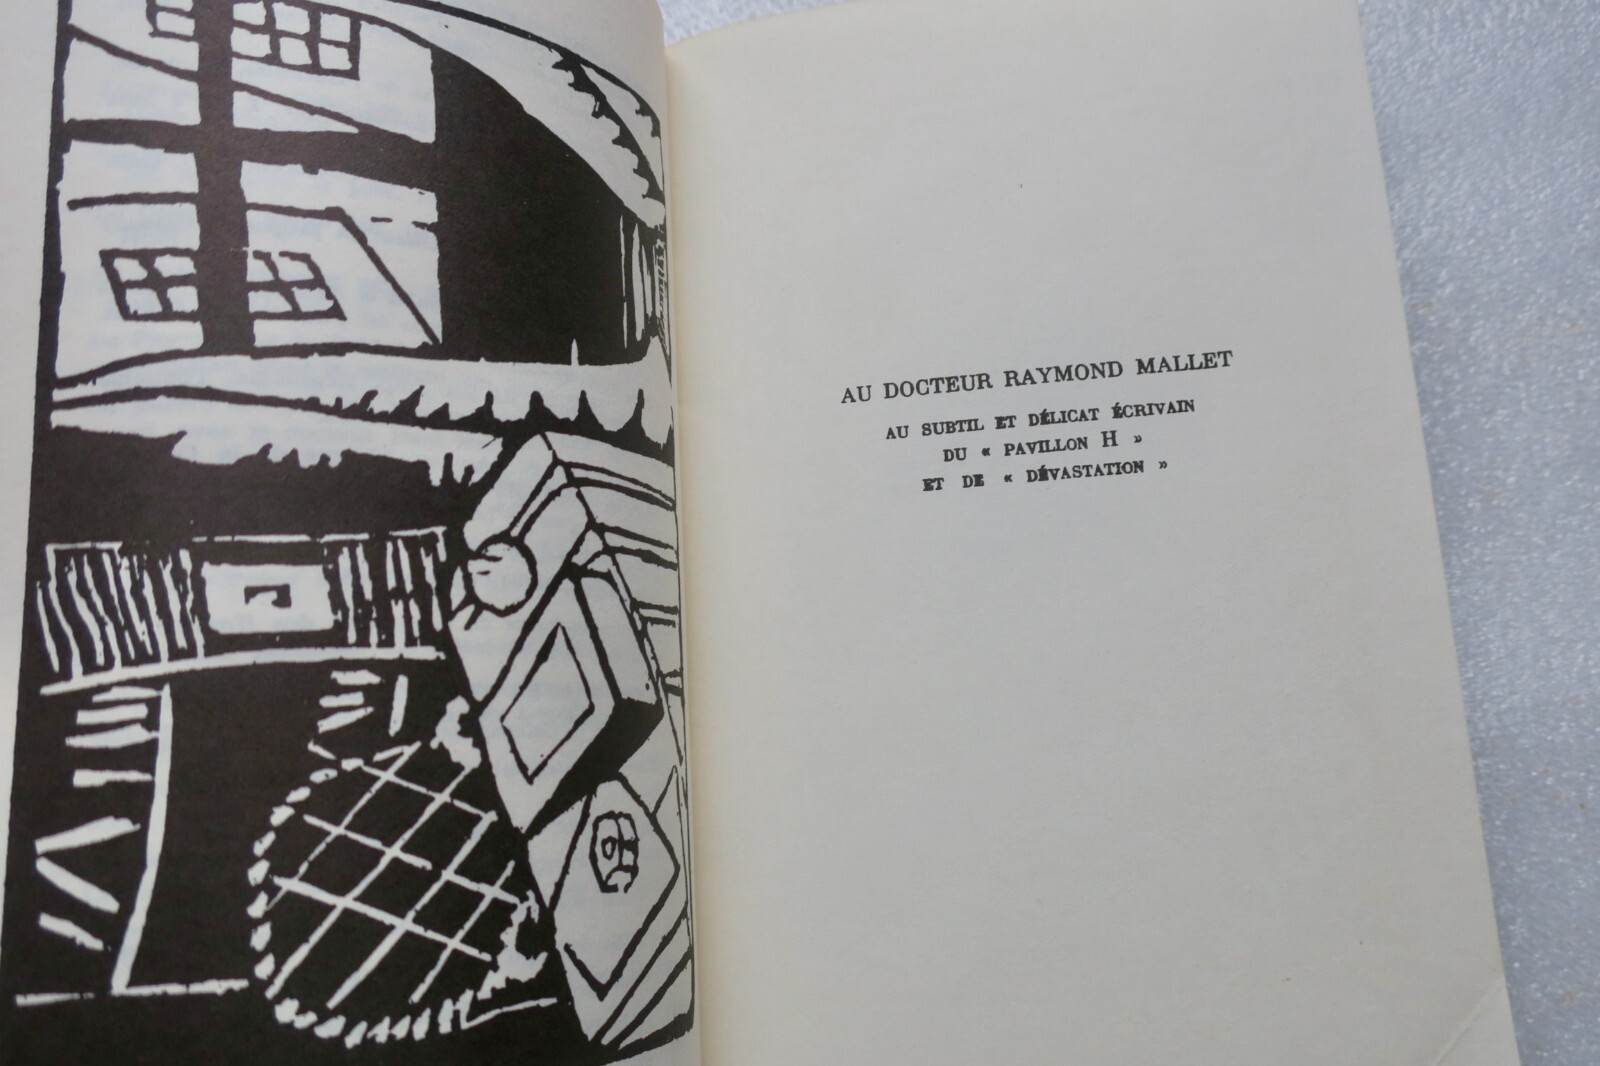 AU DOCTEUR RAYMOND MALLET
AU SUBTIL ET DÉLICAT ÉCRIVAIN
DU « PAVILLON H »
ET DE « DÉVASTATION »